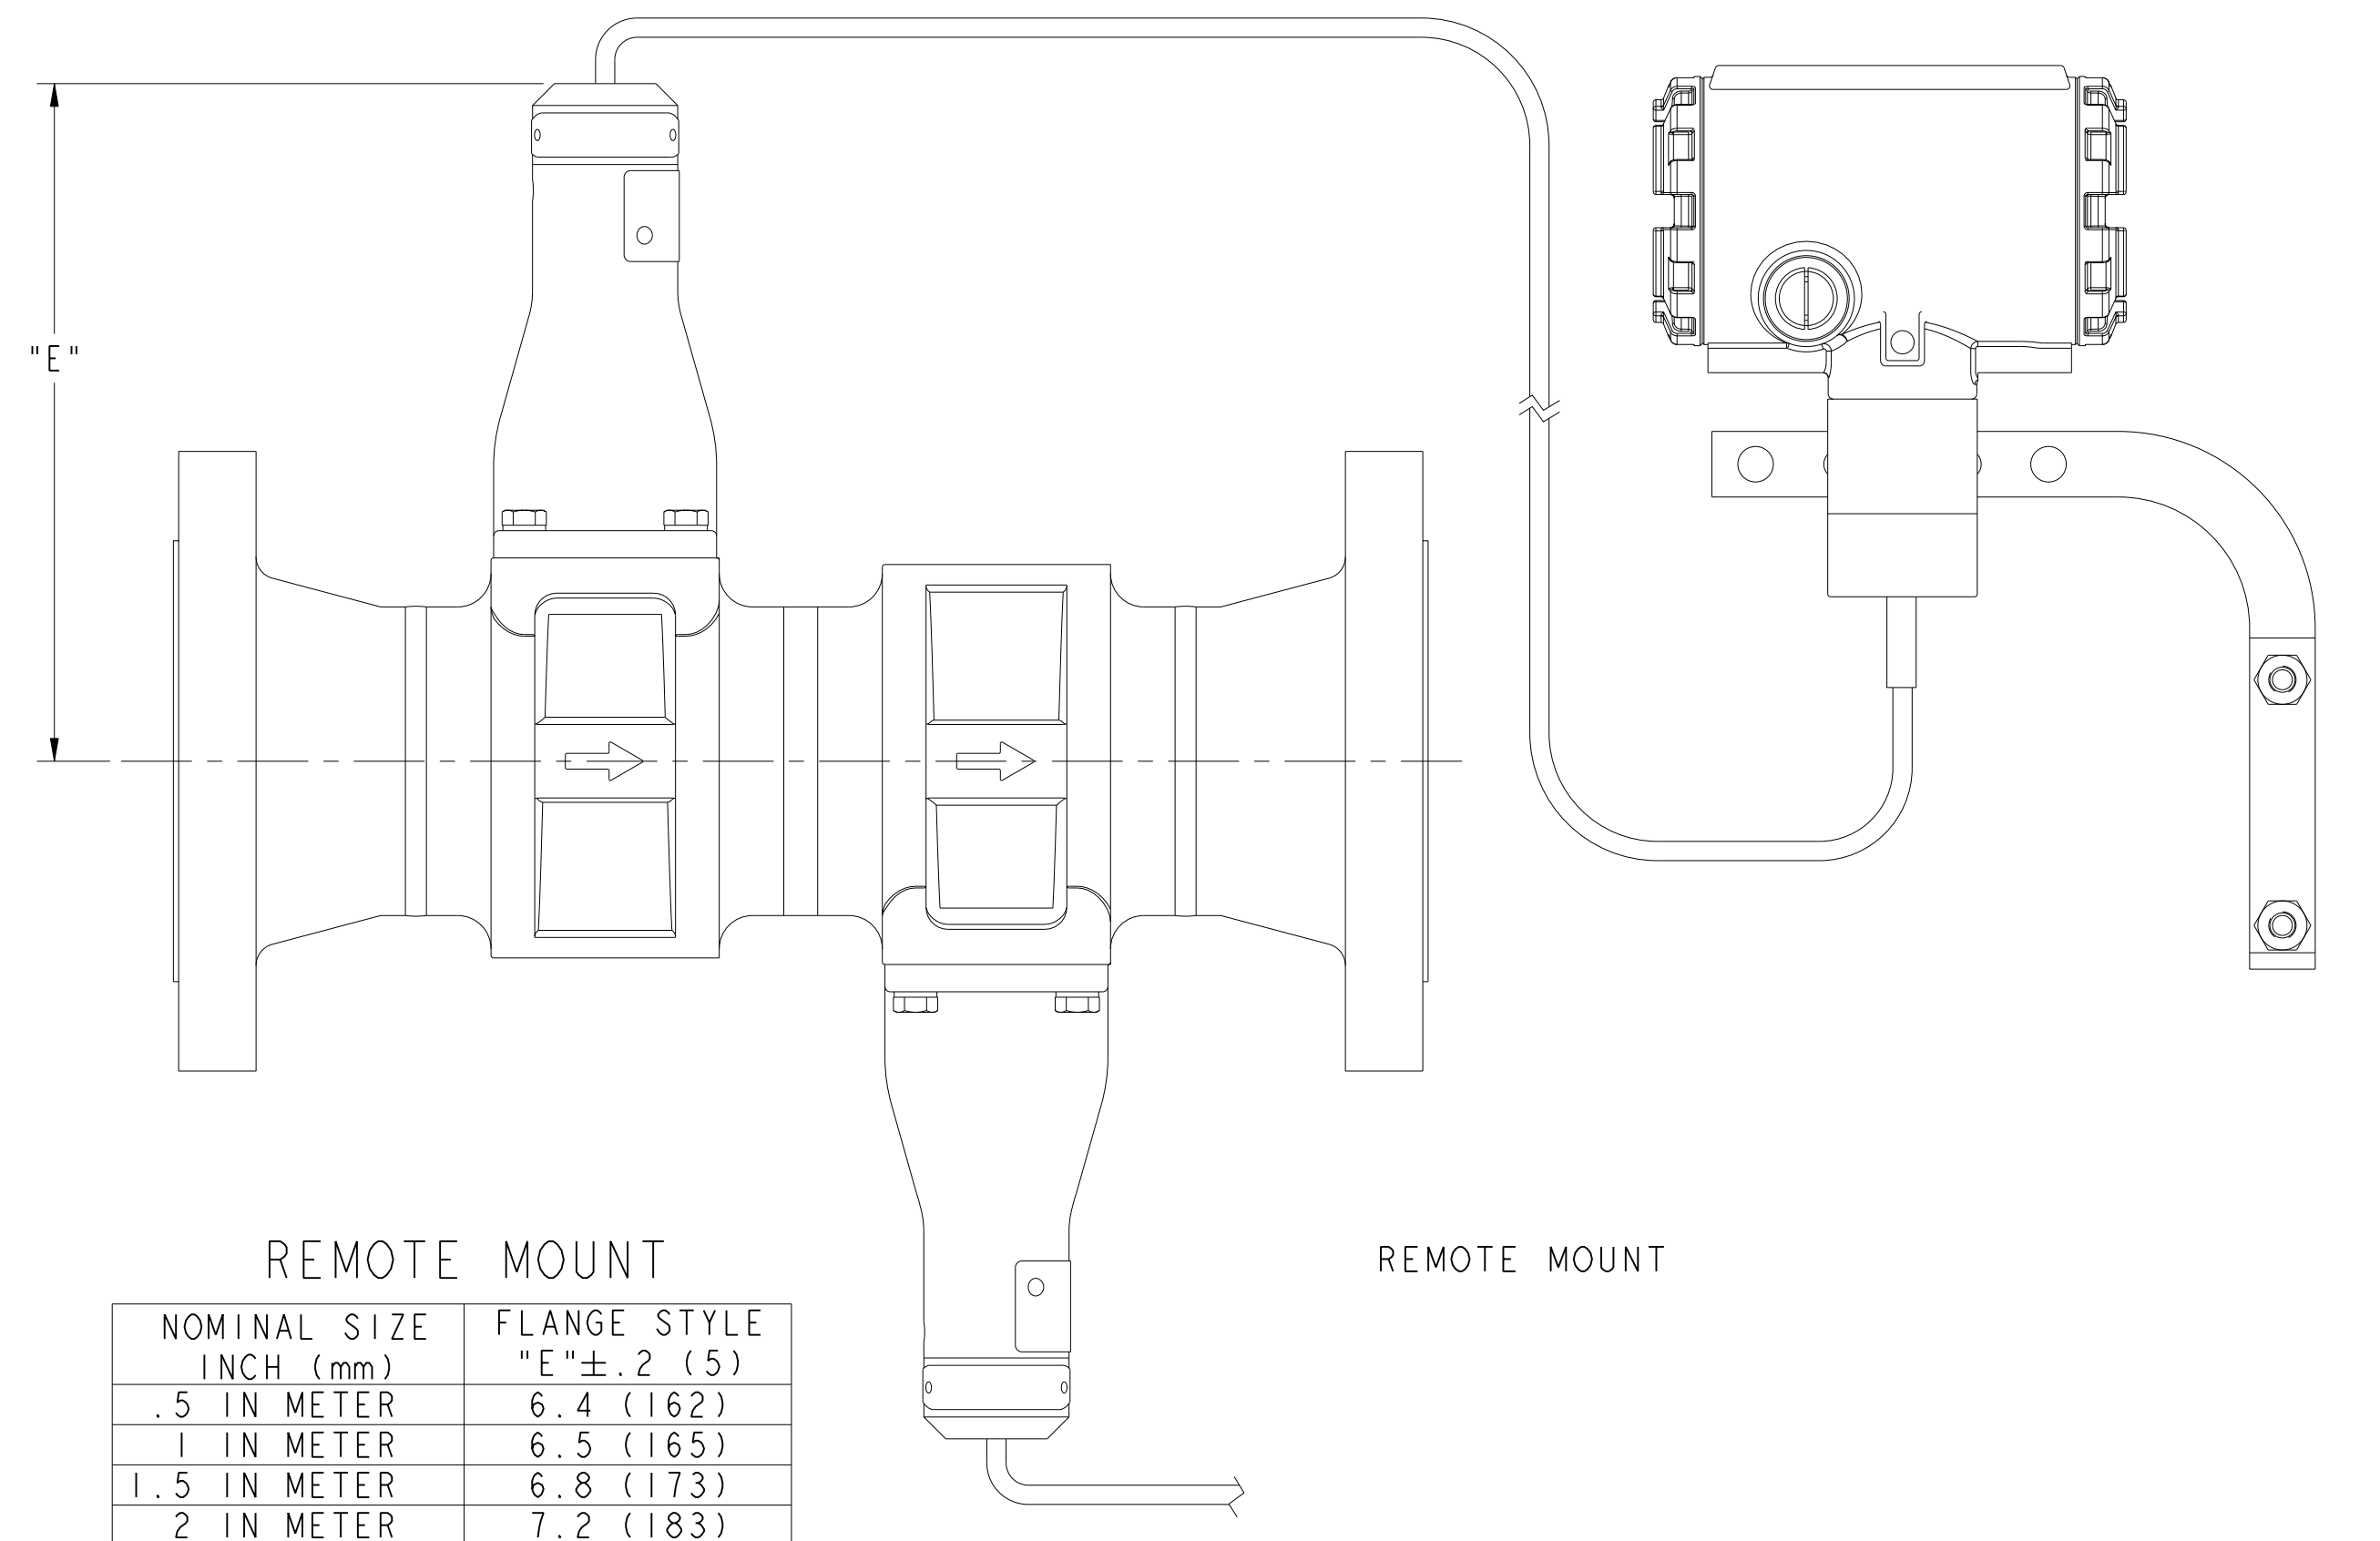 "E"
REMOTE MOUNT
REMOTE MOUNT
NOMINAL SIZE
INCH (mm)
FLANGE STYLE
"E"±.2 (5)
.5 IN METER 6.4 (162)
1 IN METER 6.5 (165)
1.5 IN METER 6.8 (173)
2 IN METER 7.2 (183)